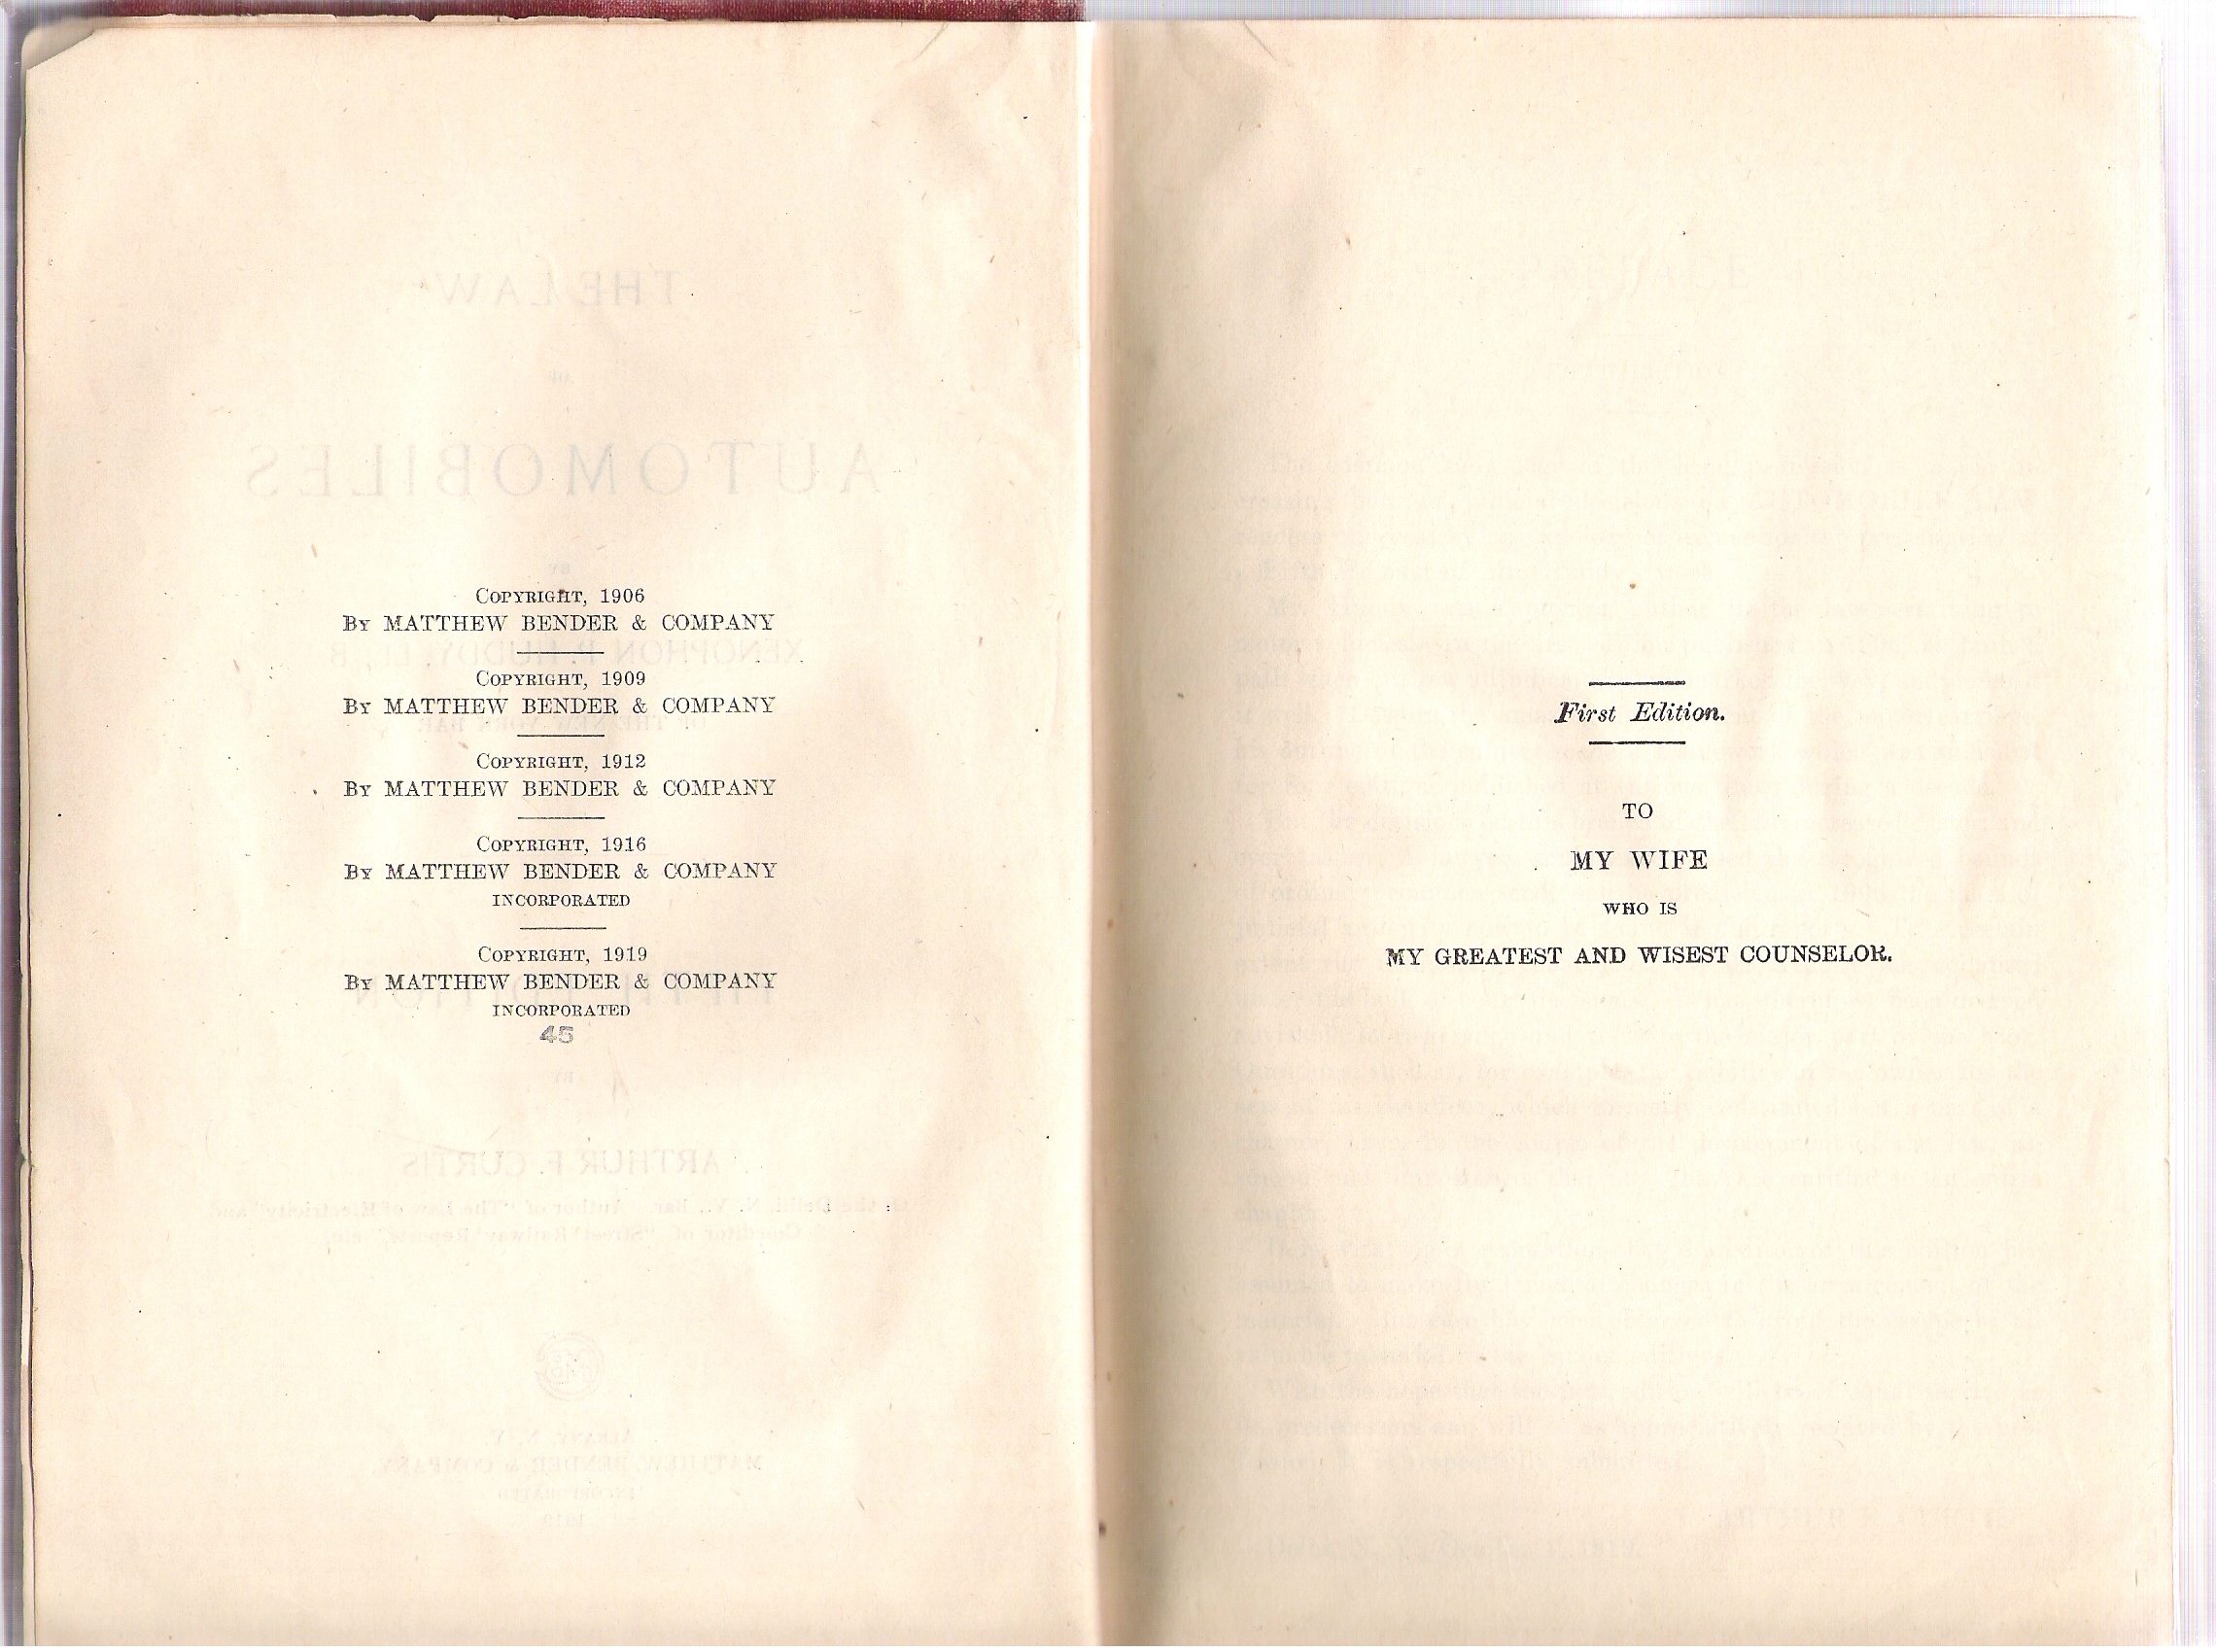 COPYRIGHT, 1906
BY MATTHEW BENDER & COMPANY
COPYRIGHT, 1909
BY MATTHEW BENDER & COMPANY
COPYRIGHT, 1912
BY MATTHEW BENDER & COMPANY
COPYRIGHT, 1916
BY MATTHEW BENDER & COMPANY
INCORPORATED
COPYRIGHT, 1919
BY MATTHEW BENDER & COMPANY
INCORPORATED
45
First Edition.
TO
MY WIFE
WHO IS
MY GREATEST AND WISEST COUNSELOR.